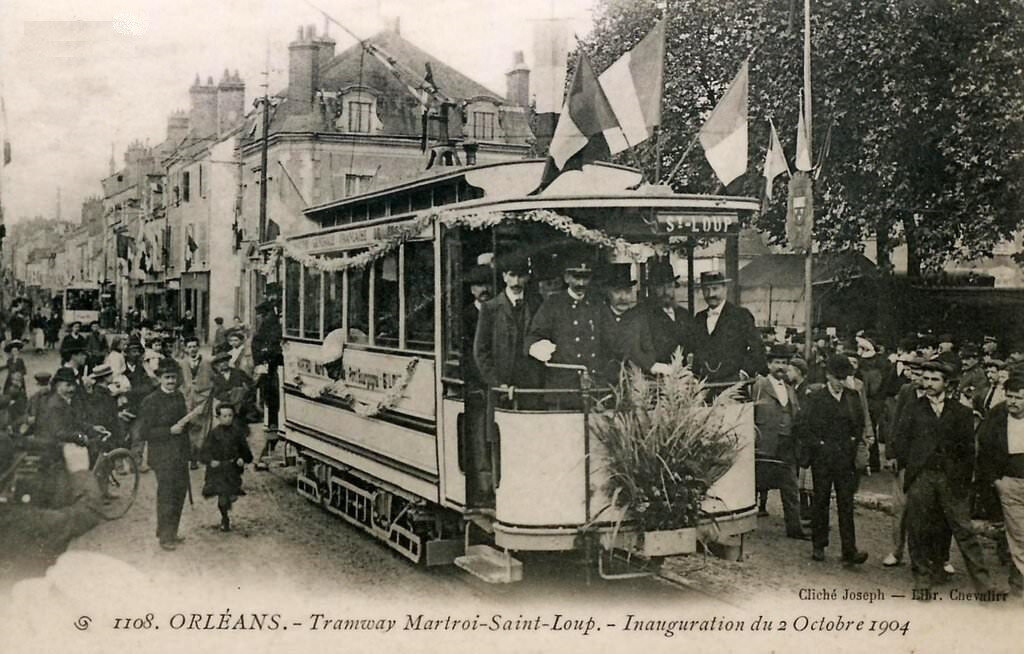 St-LOUP
Cliché Joseph — Libr. Chevalier
1108. ORLÉANS. - Tramway Martroi-Saint-Loup. - Inauguration du 2 Octobre 1904